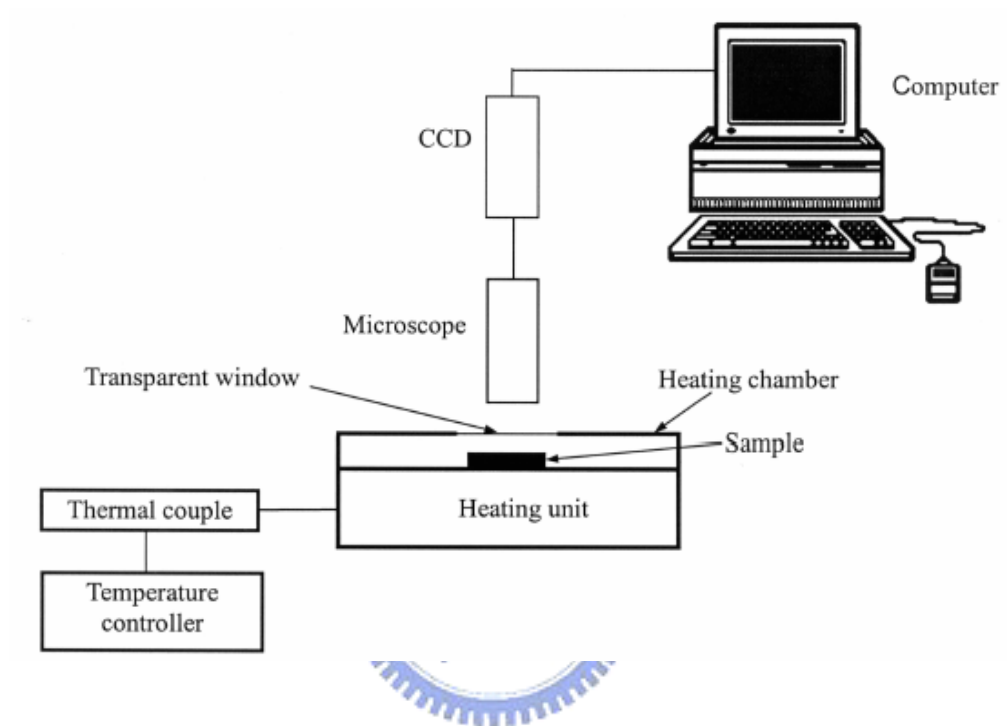 Computer
CCD
Microscope
Transparent window
Heating chamber
Sample
Thermal couple
Heating unit
Temperature
controller